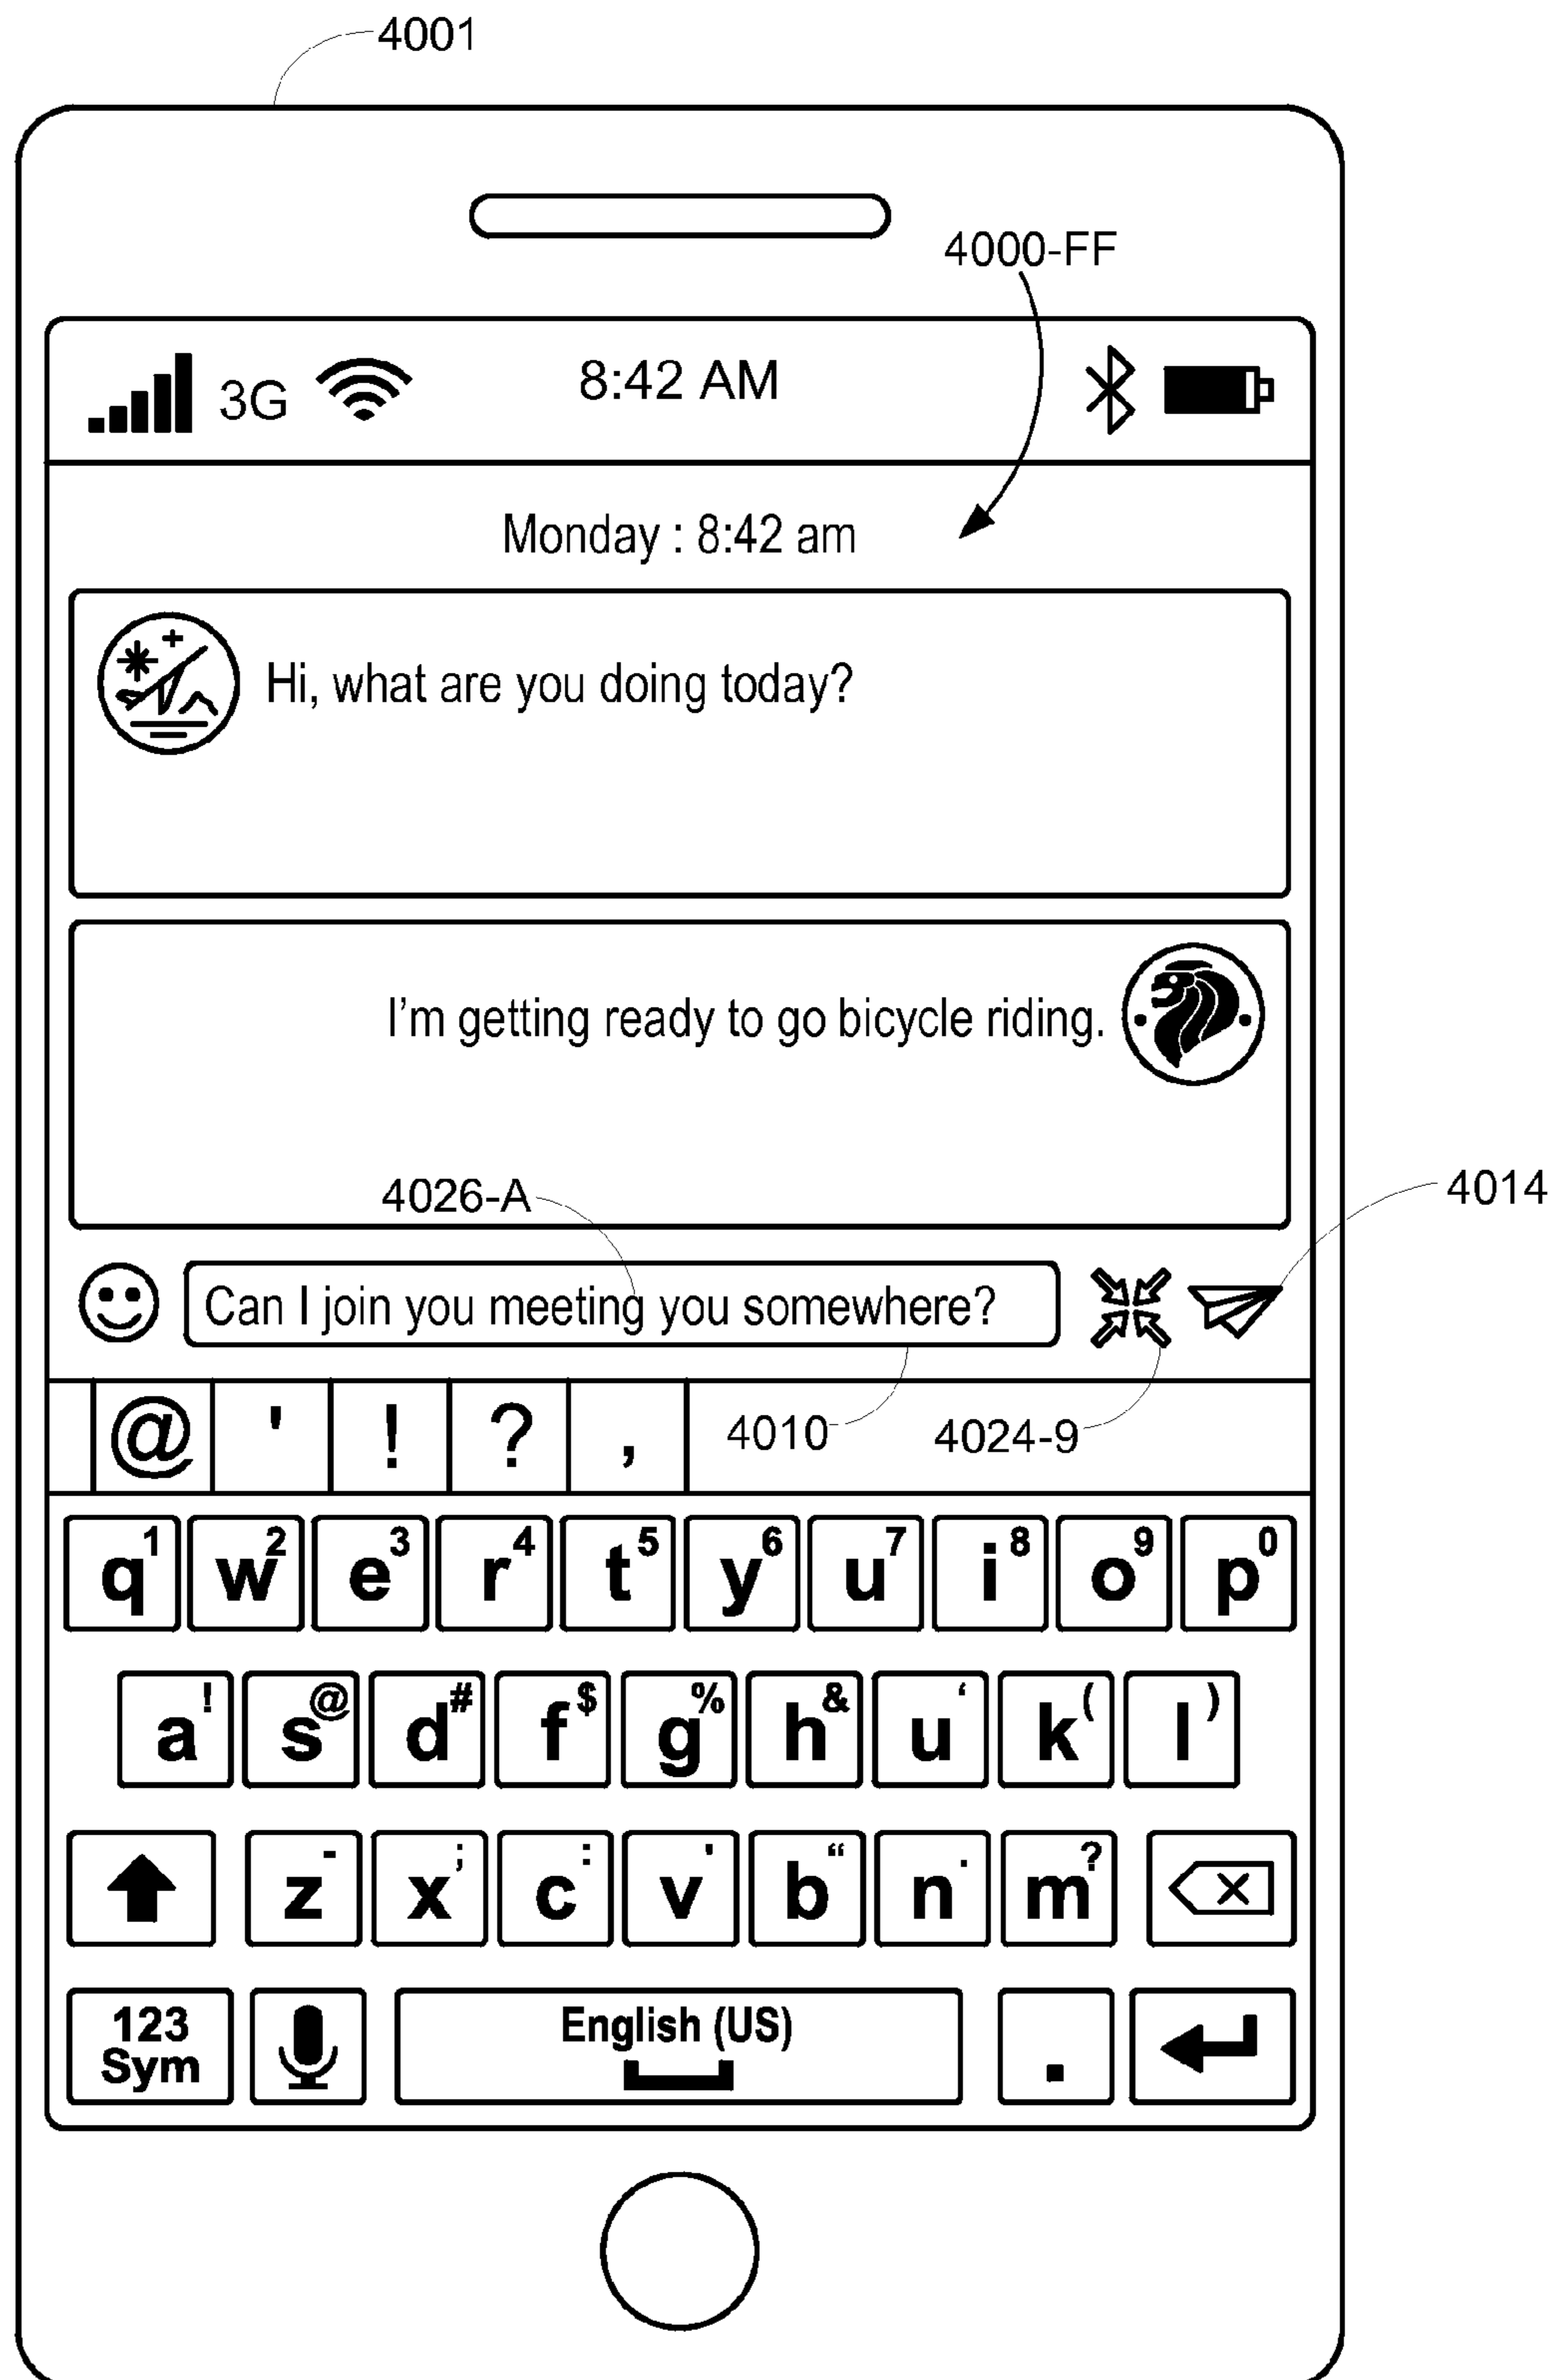 4001
4000-FF
3G 8:42 AM
Monday : 8:42 am
Hi, what are you doing today?
I'm getting ready to go bicycle riding.
4026-A
4014
Can I join you meeting you somewhere?
@ ' ! ? ,
4010 4024-9
q1 w2 e3 r4 t5 y6 u7 i8 o9 p0
a! s@ d# f$ g% h& u‘ k( l)
z- x; c: v' b“ n. m?
123
Sym
English (US)
.